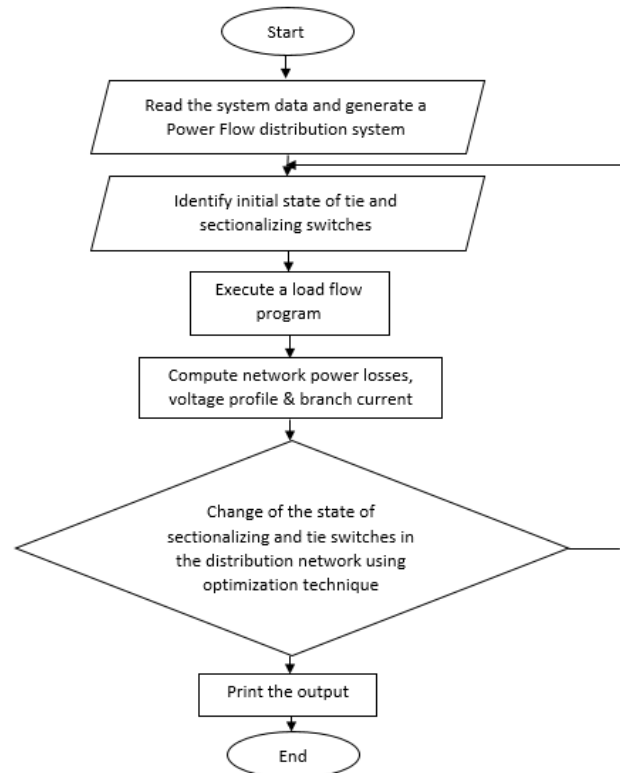 Start
Read the system data and generate a
Power Flow distribution system
Identify initial state of tie and
sectionalizing switches
Execute a load flow
program
Compute network power losses,
voltage profile & branch current
Change of the state of
sectionalizing and tie switches in
the distribution network using
optimization technique
Print the output
End